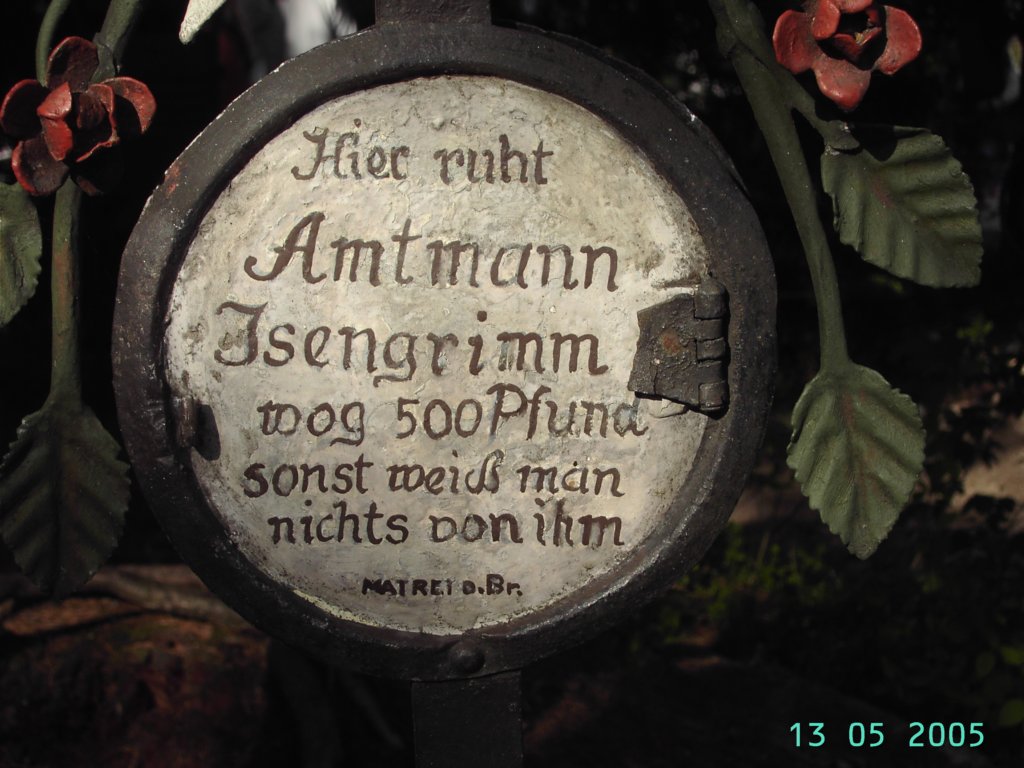 Hier ruht
Amtmann
Isengrimm
wog 500 Pfund
sonst weiß man
nichts von ihm
MATREI a.Br.
13 05 2005